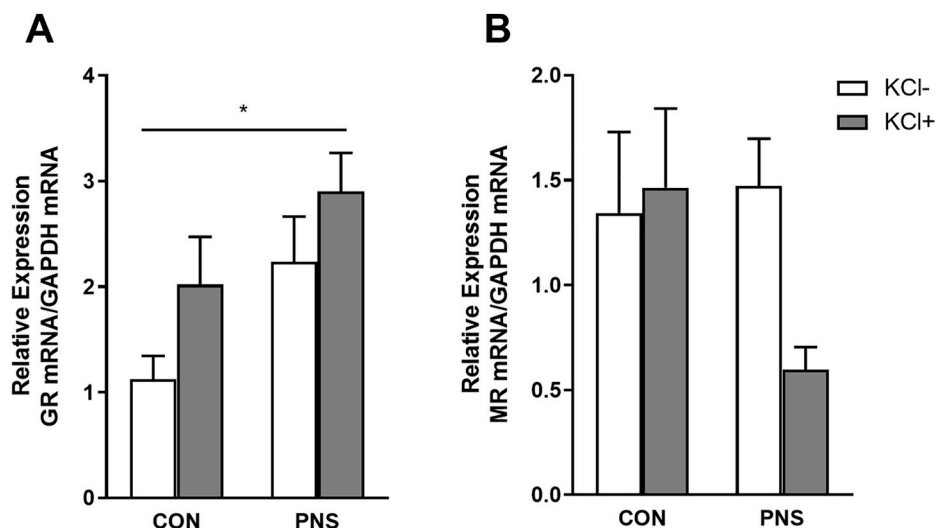 A
Relative Expression
GR mRNA/GAPDH mRNA
4
3
2
1
0
*
CON
PNS
B
Relative Expression
MR mRNA/GAPDH mRNA
2.0
1.5
1.0
0.5
0.0
CON
PNS
KCl-
KCl+